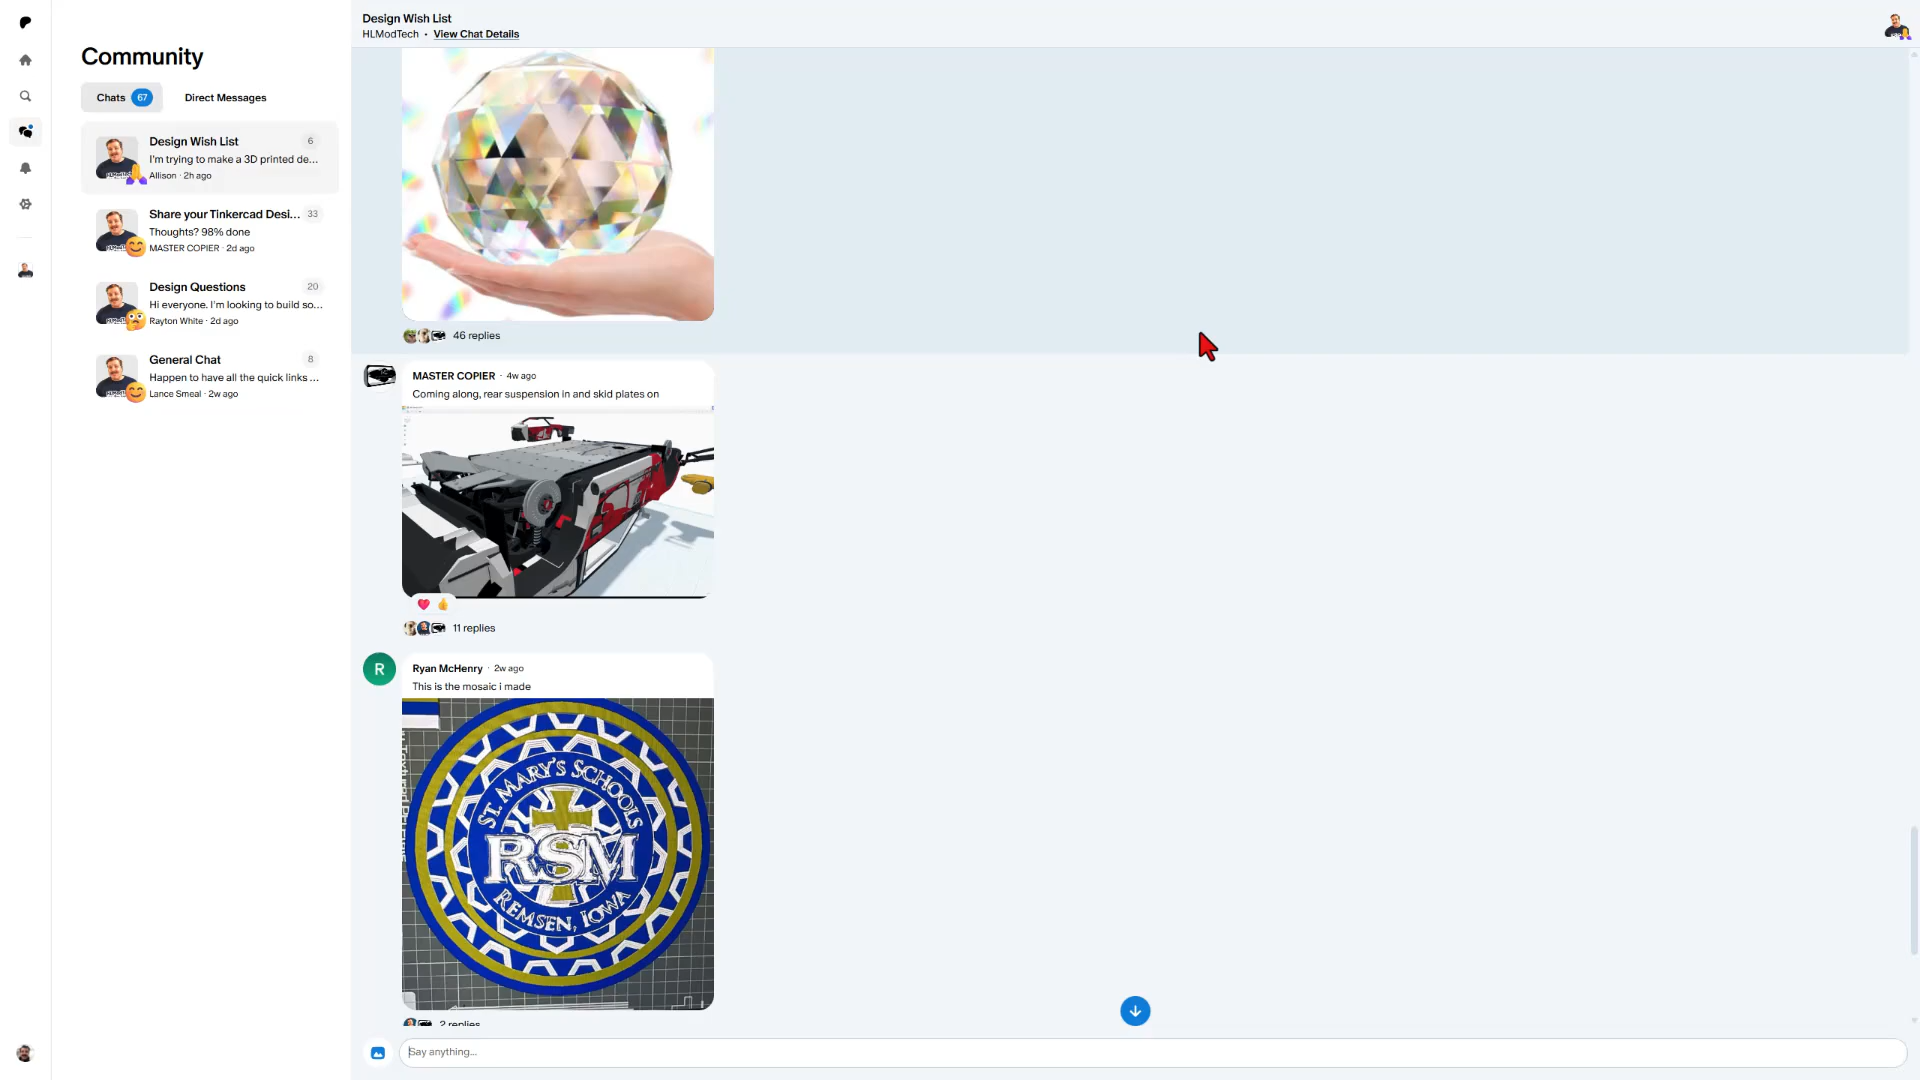 Community
Chats 67
Direct Messages
Design Wish List 6
I'm trying to make a 3D printed de...
Allison · 2h ago
Share your Tinkercad Desi... 33
Thoughts? 98% done
MASTER COPIER · 2d ago
Design Questions 20
Hi everyone. I'm looking to build so...
Rayton White · 2d ago
General Chat 8
Happen to have all the quick links ...
Lance Smeal · 2w ago
Design Wish List
HLModTech • View Chat Details
46 replies
MASTER COPIER · 4w ago
Coming along, rear suspension in and skid plates on
11 replies
R
Ryan McHenry · 2w ago
This is the mosaic i made
ST. MARY'S SCHOOLS
RSM
REMSEN, IOWA
2 replies
Say anything...